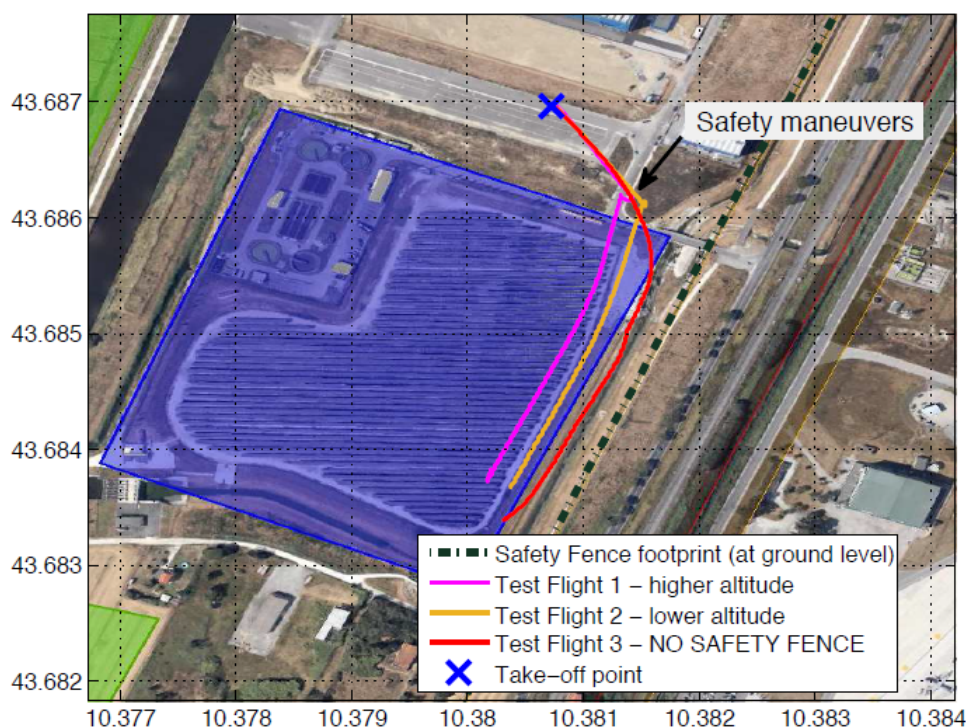 43.687
Safety maneuvers
43.686
43.685
43.684
43.683
Safety Fence footprint (at ground level)
Test Flight 1 – higher altitude
Test Flight 2 – lower altitude
Test Flight 3 – NO SAFETY FENCE
Take–off point
43.682
10.377 10.378 10.379 10.38 10.381 10.382 10.383 10.384